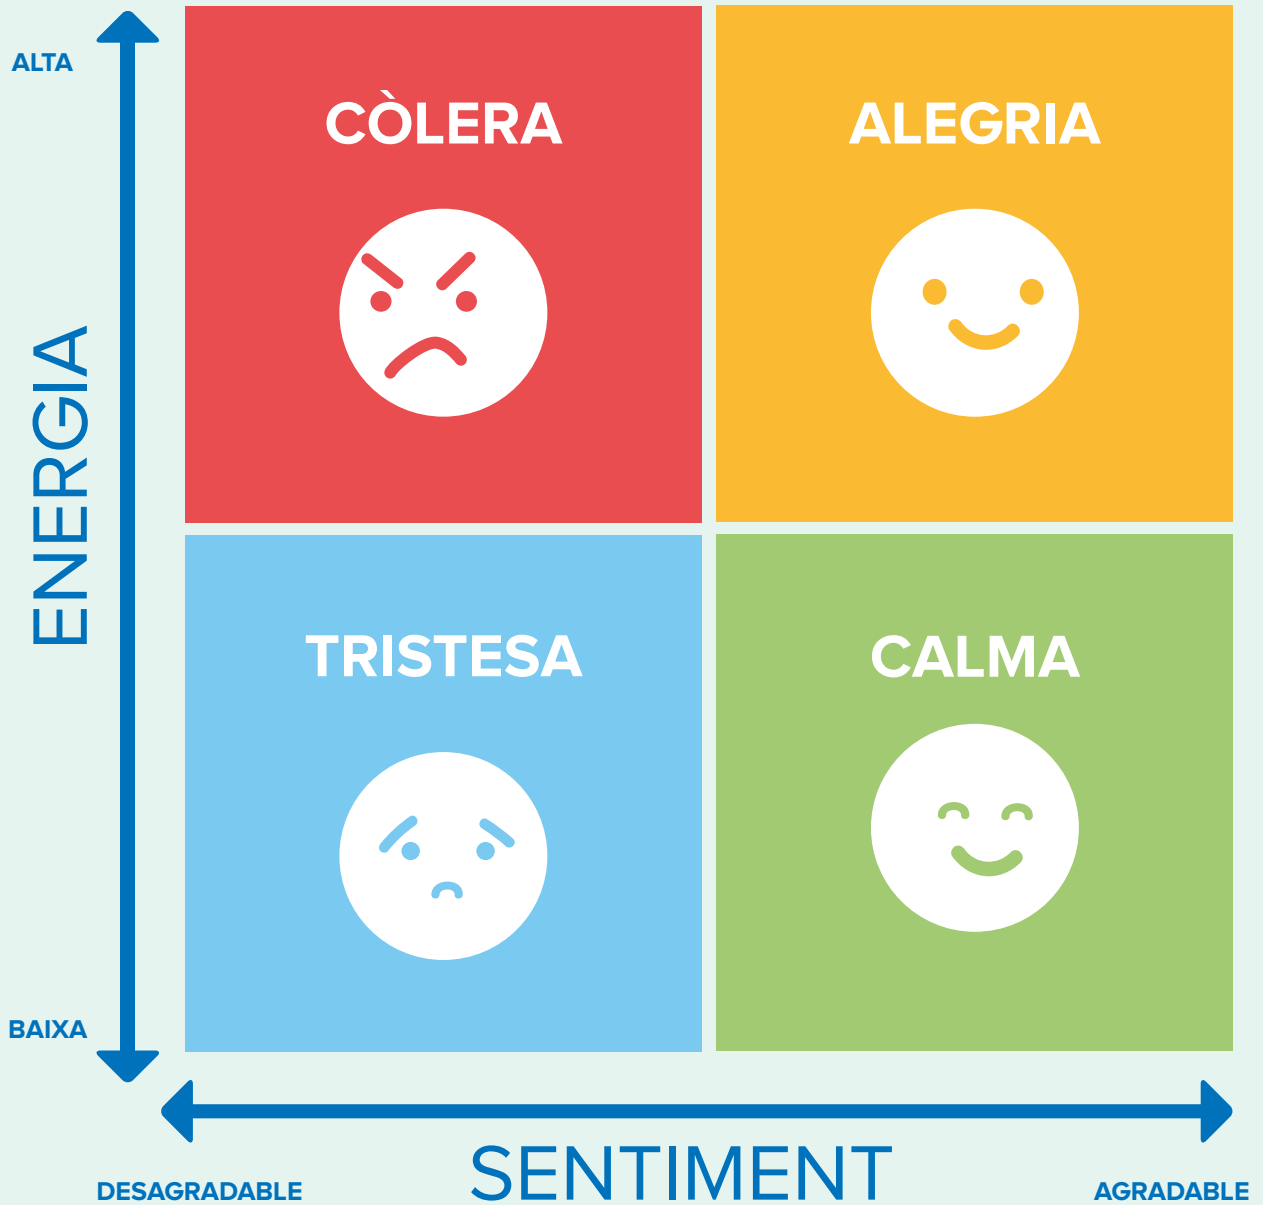 ALTA
CÒLERA
ALEGRIA
ENERGIA
TRISTESA
CALMA
BAIXA
SENTIMENT
DESAGRADABLE
AGRADABLE